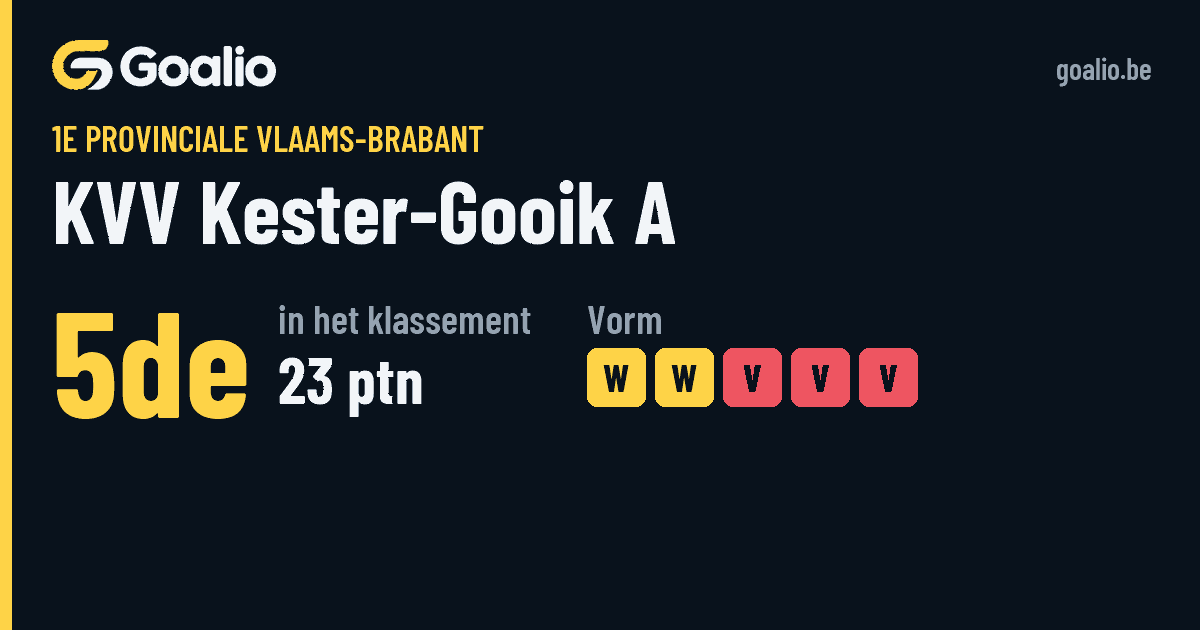 Goalio
goalio.be
1E PROVINCIALE VLAAMS-BRABANT
KVV Kester-Gooik A
5de
in het klassement
23 ptn
Vorm
W W V V V